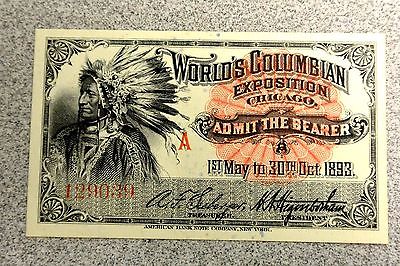 WORLD'S COLUMBIAN
EXPOSITION
CHICAGO.
ADMIT THE BEARER
A
1ST May to 30TH Oct 1893.
129039
TREASURER
PRESIDENT
AMERICAN BANK NOTE COMPANY, NEW YORK.